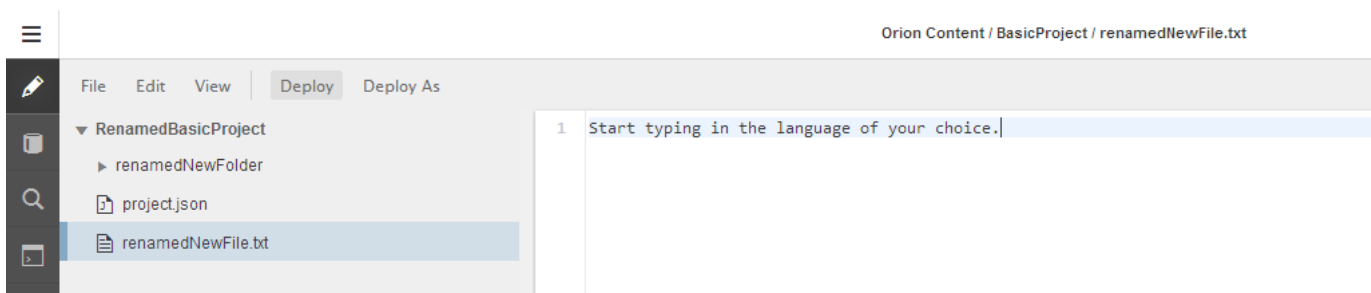 Orion Content / BasicProject / renamedNewFile.txt
File Edit View Deploy Deploy As
RenamedBasicProject
1 Start typing in the language of your choice.
renamedNewFolder
project.json
renamedNewFile.txt